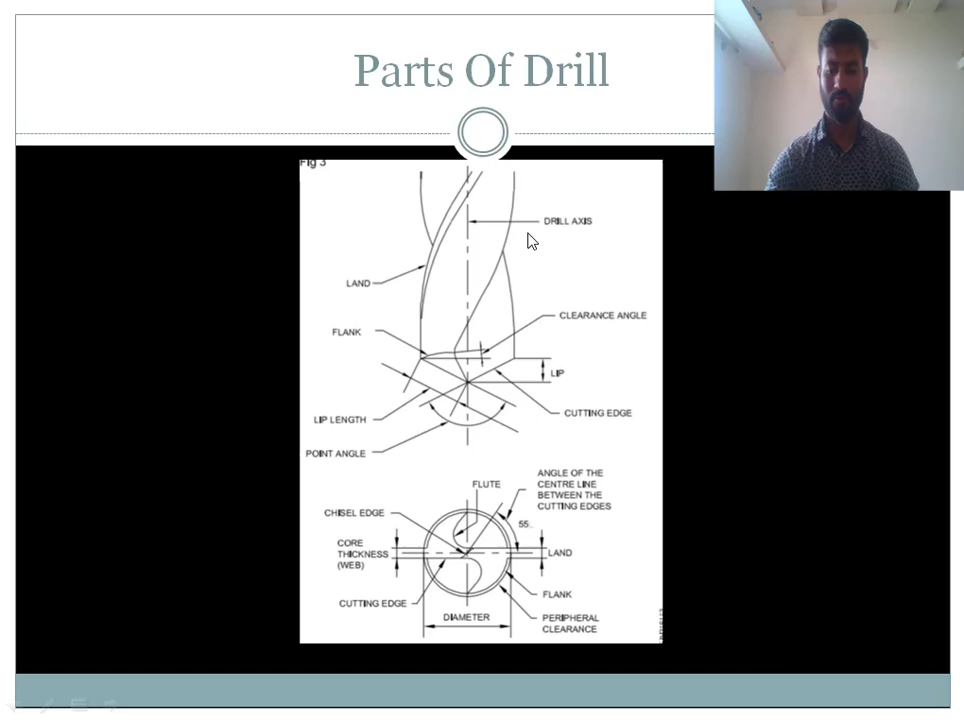 Parts Of Drill
Fig 3
DRILL AXIS
LAND
CLEARANCE ANGLE
FLANK
LIP
LIP LENGTH
CUTTING EDGE
POINT ANGLE
ANGLE OF THE
CENTRE LINE
BETWEEN THE
CUTTING EDGES
FLUTE
CHISEL EDGE
55
CORE
THICKNESS
(WEB)
LAND
CUTTING EDGE
FLANK
DIAMETER
PERIPHERAL
CLEARANCE